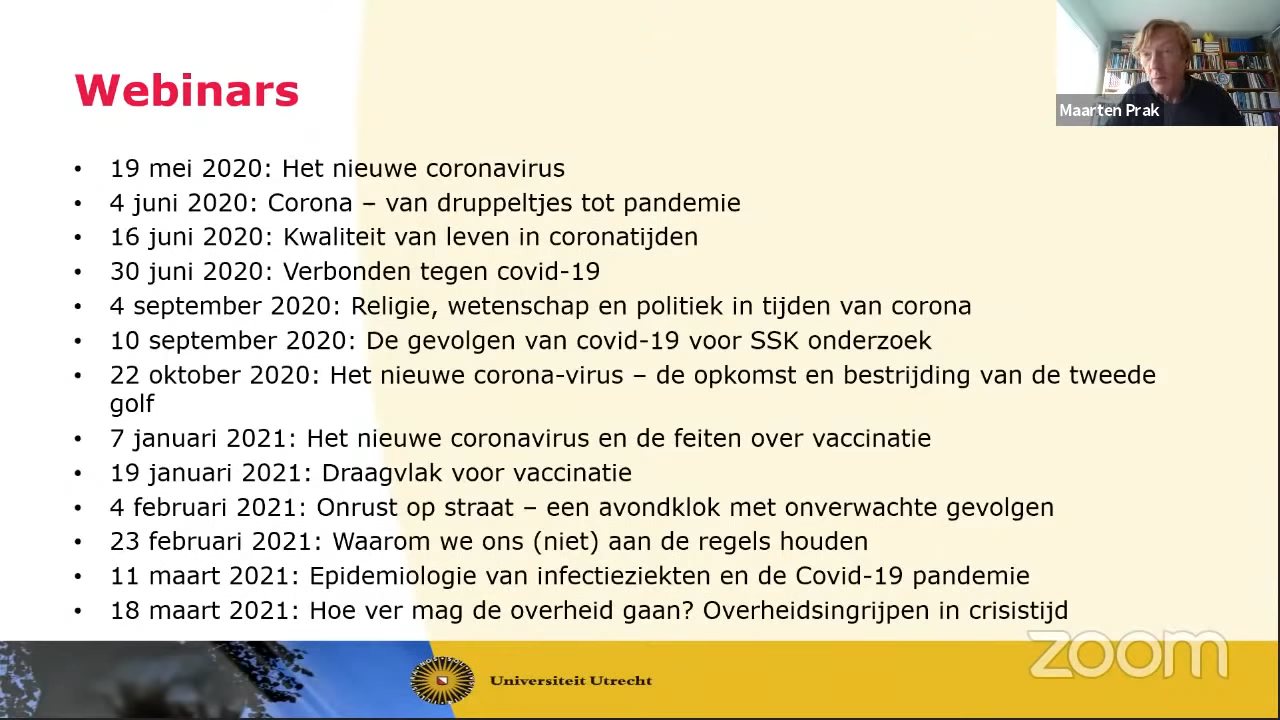 Webinars
Maarten Prak
• 19 mei 2020: Het nieuwe coronavirus
• 4 juni 2020: Corona – van druppeltjes tot pandemie
• 16 juni 2020: Kwaliteit van leven in coronatijden
• 30 juni 2020: Verbonden tegen covid-19
• 4 september 2020: Religie, wetenschap en politiek in tijden van corona
• 10 september 2020: De gevolgen van covid-19 voor SSK onderzoek
• 22 oktober 2020: Het nieuwe corona-virus – de opkomst en bestrijding van de tweede
golf
• 7 januari 2021: Het nieuwe coronavirus en de feiten over vaccinatie
• 19 januari 2021: Draagvlak voor vaccinatie
• 4 februari 2021: Onrust op straat – een avondklok met onverwachte gevolgen
• 23 februari 2021: Waarom we ons (niet) aan de regels houden
• 11 maart 2021: Epidemiologie van infectieziekten en de Covid-19 pandemie
• 18 maart 2021: Hoe ver mag de overheid gaan? Overheidsingrijpen in crisistijd
zoom
Universiteit Utrecht